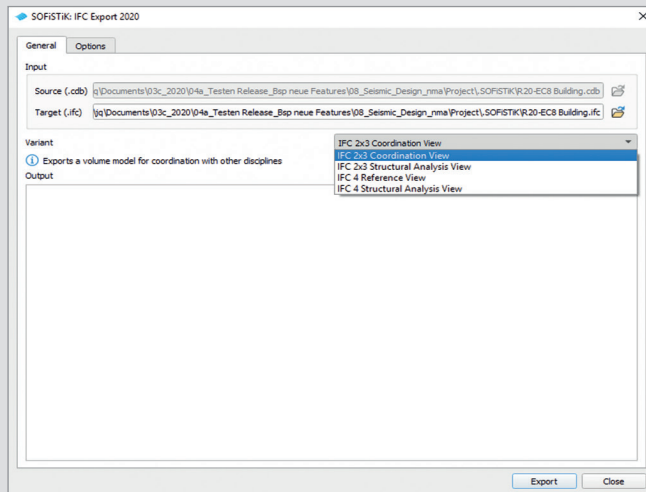 SOFiSTiK: IFC Export 2020
General Options
Input
Source (.cdb) q\Documents\03c_2020\04a_Testen Release_Bsp neue Features\08_Seismic_Design_nma\Project\.SOFiSTiK\R20-EC8 Building.cdb
Target (.ifc) \jq\Documents\03c_2020\04a_Testen Release_Bsp neue Features\08_Seismic_Design_nma\Project\.SOFiSTiK\R20-EC8 Building.ifc
Variant IFC 2x3 Coordination View
IFC 2x3 Coordination View
Exports a volume model for coordination with other disciplines
IFC 2x3 Structural Analysis View
Output
IFC 4 Reference View
IFC 4 Structural Analysis View
Export Close